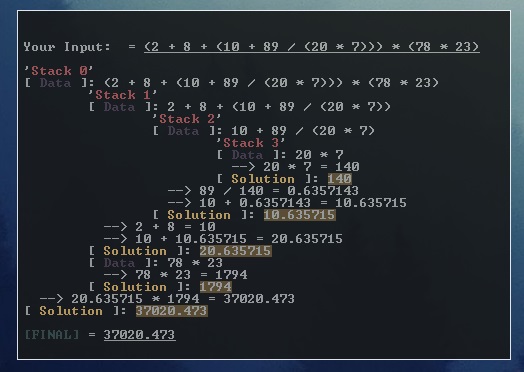 Your Input:  = (2 + 8 + (10 + 89 / (20 * 7))) * (78 * 23)
'Stack 0'
[ Data ]: (2 + 8 + (10 + 89 / (20 * 7))) * (78 * 23)
'Stack 1'
[ Data ]: 2 + 8 + (10 + 89 / (20 * 7))
'Stack 2'
[ Data ]: 10 + 89 / (20 * 7)
'Stack 3'
[ Data ]: 20 * 7
--> 20 * 7 = 140
[ Solution ]: 140
--> 89 / 140 = 0.6357143
--> 10 + 0.6357143 = 10.635715
[ Solution ]: 10.635715
--> 2 + 8 = 10
--> 10 + 10.635715 = 20.635715
[ Solution ]: 20.635715
[ Data ]: 78 * 23
--> 78 * 23 = 1794
[ Solution ]: 1794
--> 20.635715 * 1794 = 37020.473
[ Solution ]: 37020.473
[FINAL] = 37020.473